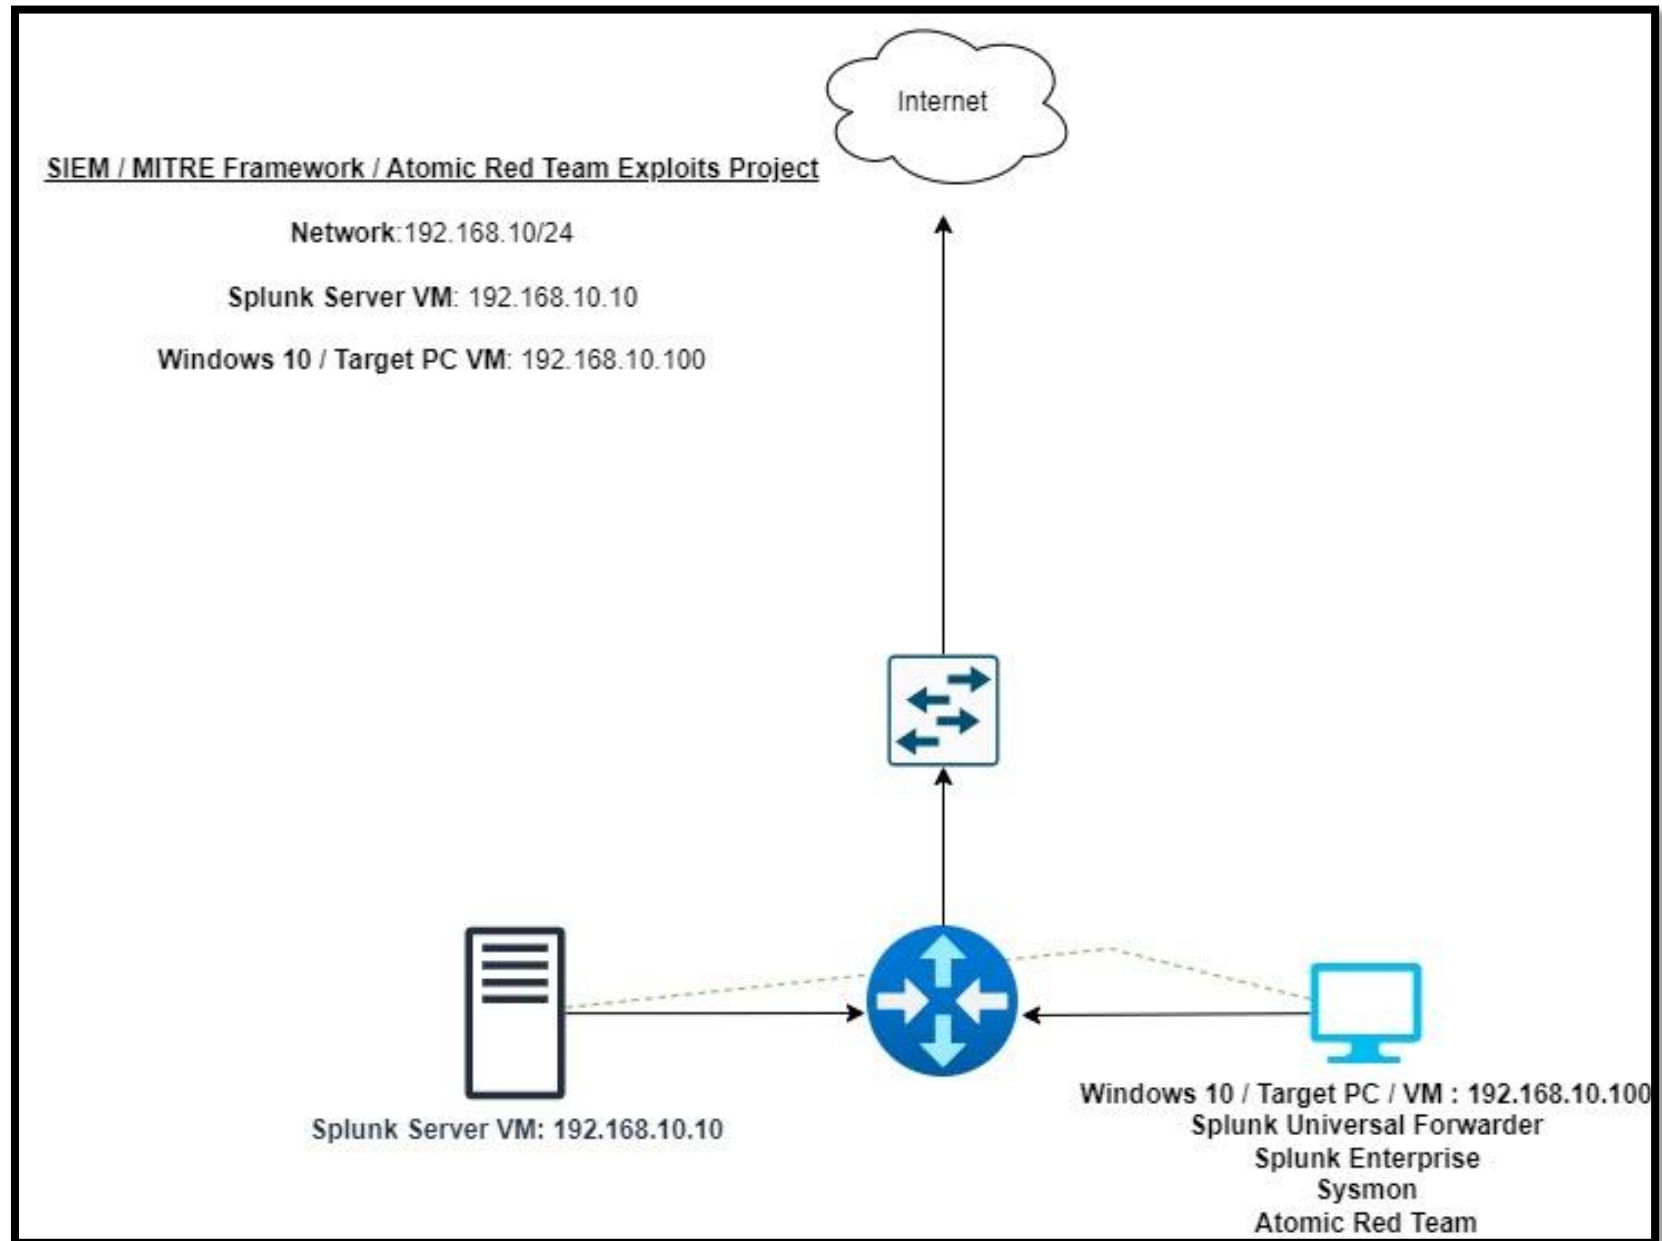 Internet
SIEM / MITRE Framework / Atomic Red Team Exploits Project
Network:192.168.10/24
Splunk Server VM: 192.168.10.10
Windows 10 / Target PC VM: 192.168.10.100
Splunk Server VM: 192.168.10.10
Windows 10 / Target PC / VM : 192.168.10.100
Splunk Universal Forwarder
Splunk Enterprise
Sysmon
Atomic Red Team